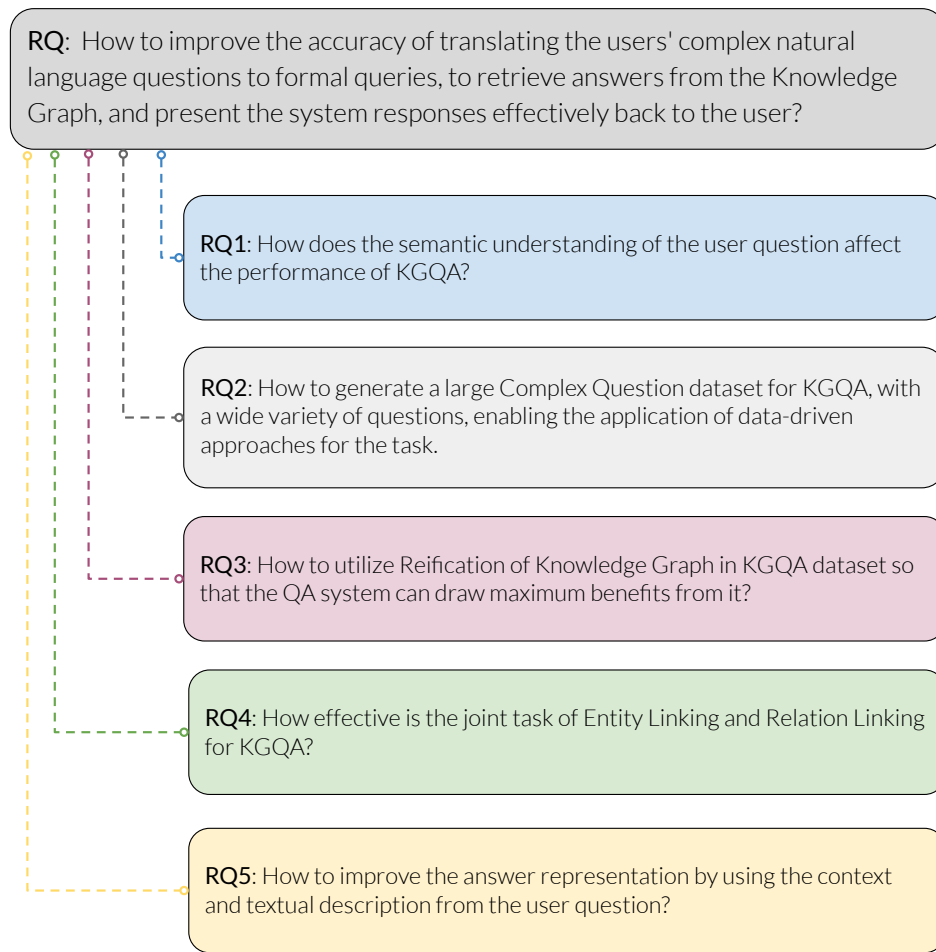 RQ: How to improve the accuracy of translating the users' complex natural
language questions to formal queries, to retrieve answers from the Knowledge
Graph, and present the system responses effectively back to the user?
RQ1: How does the semantic understanding of the user question affect
the performance of KGQA?
RQ2: How to generate a large Complex Question dataset for KGQA, with
a wide variety of questions, enabling the application of data-driven
approaches for the task.
RQ3: How to utilize Reification of Knowledge Graph in KGQA dataset so
that the QA system can draw maximum benefits from it?
RQ4: How effective is the joint task of Entity Linking and Relation Linking
for KGQA?
RQ5: How to improve the answer representation by using the context
and textual description from the user question?